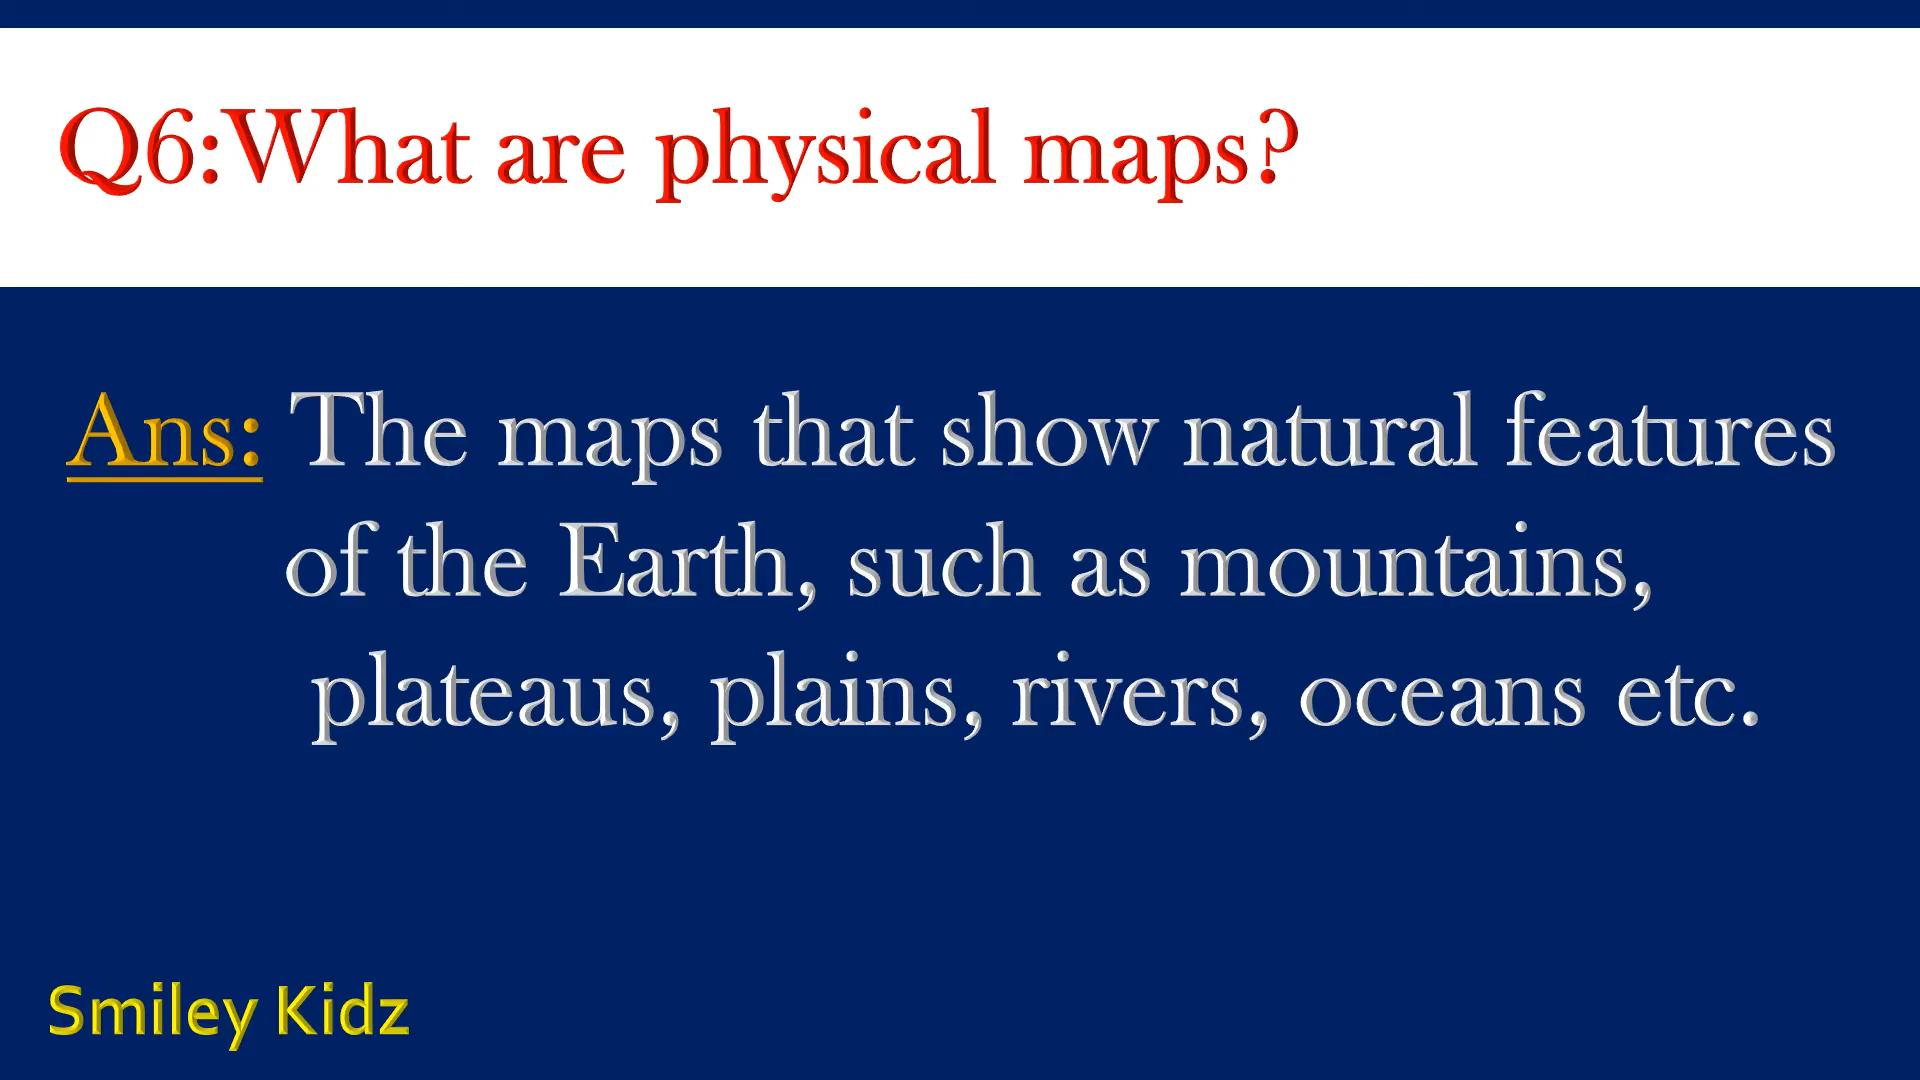 Q6:What are physical maps?
Ans: The maps that show natural features
of the Earth, such as mountains,
plateaus, plains, rivers, oceans etc.
Smiley Kidz